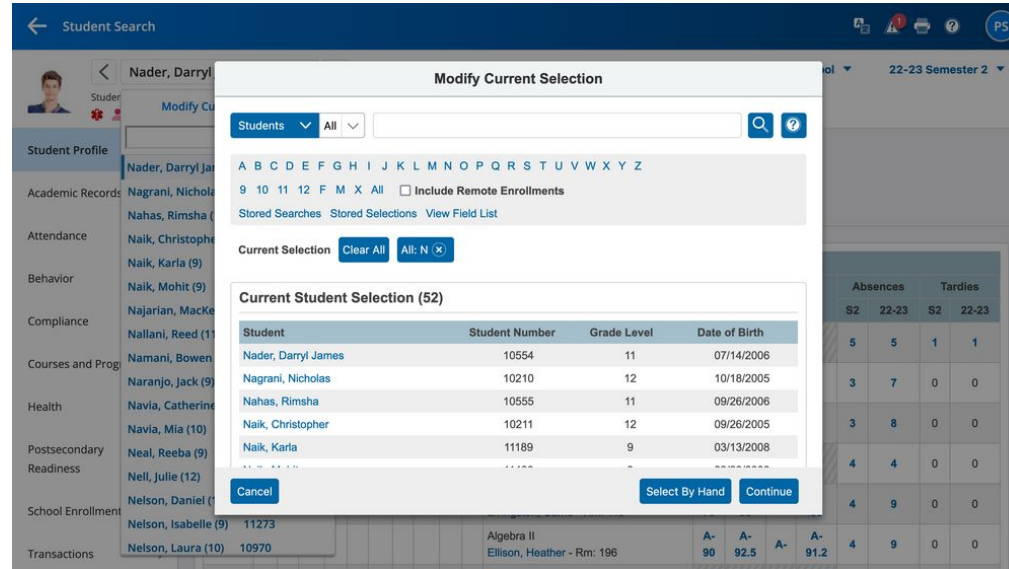 Student Search
PS
Nader, Darryl
22-23 Semester 2
Modify Current Selection
Students All
A B C D E F G H I J K L M N O P Q R S T U V W X Y Z
9 10 11 12 F M X All Include Remote Enrollments
Stored Searches Stored Selections View Field List
Current Selection Clear All All: N
Current Student Selection (52)
Student Student Number Grade Level Date of Birth
Nader, Darryl James 10554 11 07/14/2006
Nagrani, Nicholas 10210 12 10/18/2005
Nahas, Rimsha 10555 11 09/26/2006
Naik, Christopher 10211 12 09/26/2005
Naik, Karla 11189 9 03/13/2008
Cancel Select By Hand Continue
Student Profile
Academic Records
Attendance
Behavior
Compliance
Courses and
Health
Postsecondary
Readiness
School
Transactions
Modify
Nader, Darryl
Nagrani,
Nahas, Rimsha
Naik,
Naik, Karla (9)
Naik, Mohit (9)
Najarian,
Nallani, Reed
Namani, Bowen
Naranjo, Jack (9)
Navia, Catherine
Navia, Mia (10)
Neal, Reeba (9)
Nell, Julie (12)
Nelson, Daniel
Nelson, Isabelle (9) 11273
Nelson, Laura (10) 10970
Absences Tardies
S2 22-23 S2 22-23
5 5 1 1
3 7 0 0
3 8 0 0
4 4 0 0
4 9 0 0
Algebra II
Ellison, Heather - Rm: 196
A- A- A- A-
90 92.5 91.2
4 9 0 0